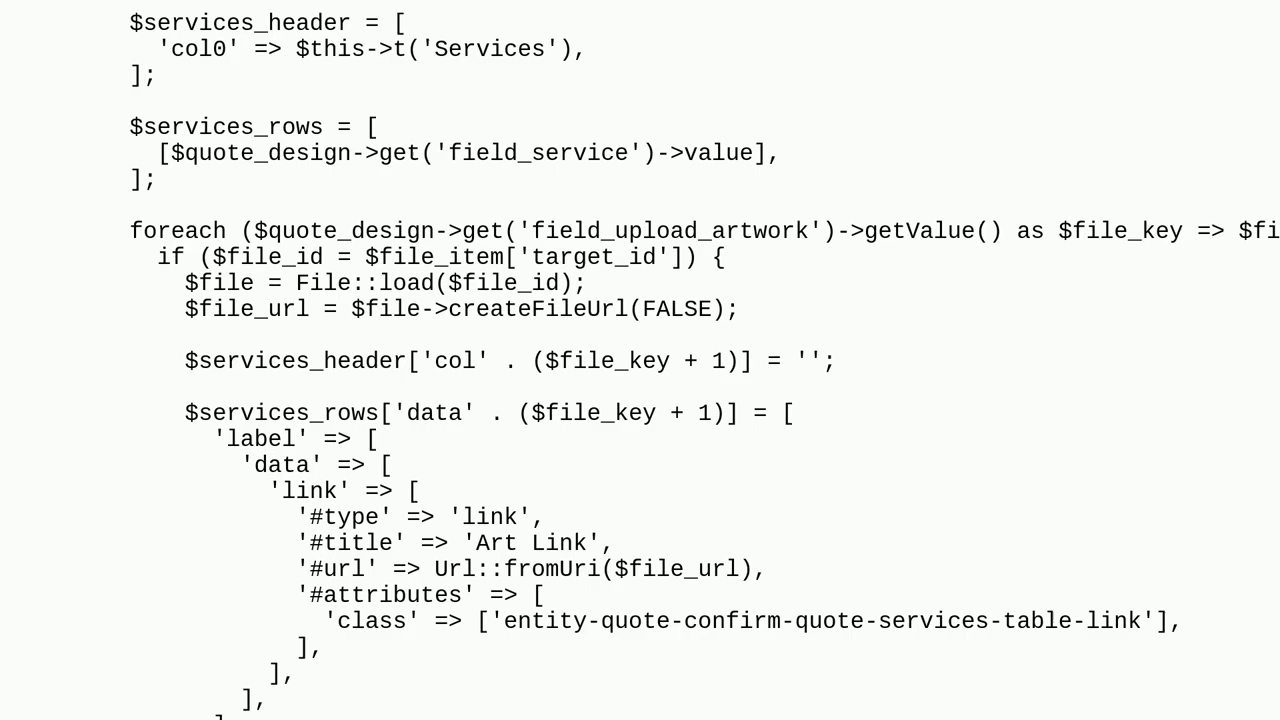 $services_header = [
  'col0' => $this->t('Services'),
];

$services_rows = [
  [$quote_design->get('field_service')->value],
];

foreach ($quote_design->get('field_upload_artwork')->getValue() as $file_key => $fi
  if ($file_id = $file_item['target_id']) {
    $file = File::load($file_id);
    $file_url = $file->createFileUrl(FALSE);

    $services_header['col' . ($file_key + 1)] = '';

    $services_rows['data' . ($file_key + 1)] = [
      'label' => [
        'data' => [
          'link' => [
            '#type' => 'link',
            '#title' => 'Art Link',
            '#url' => Url::fromUri($file_url),
            '#attributes' => [
              'class' => ['entity-quote-confirm-quote-services-table-link'],
            ],
          ],
        ],